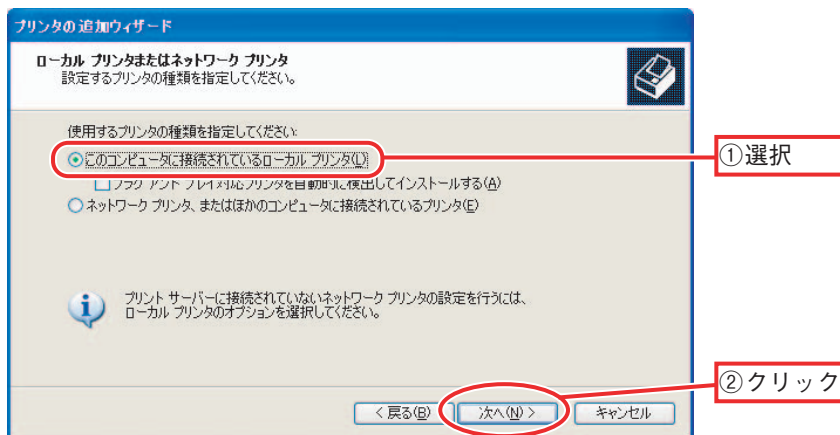 プリンタの追加ウィザード
ローカル プリンタまたはネットワーク プリンタ
設定するプリンタの種類を指定してください。
使用するプリンタの種類を指定してください:
このコンピュータに接続されているローカル プリンタ(L)
①選択
プラグ アンド プレイ対応プリンタを自動的に検出してインストールする(A)
ネットワーク プリンタ、またはほかのコンピュータに接続されているプリンタ(E)
プリント サーバーに接続されていないネットワーク プリンタの設定を行うには、
ローカル プリンタのオプションを選択してください。
②クリック
< 戻る(B)
次へ(N) >
キャンセル